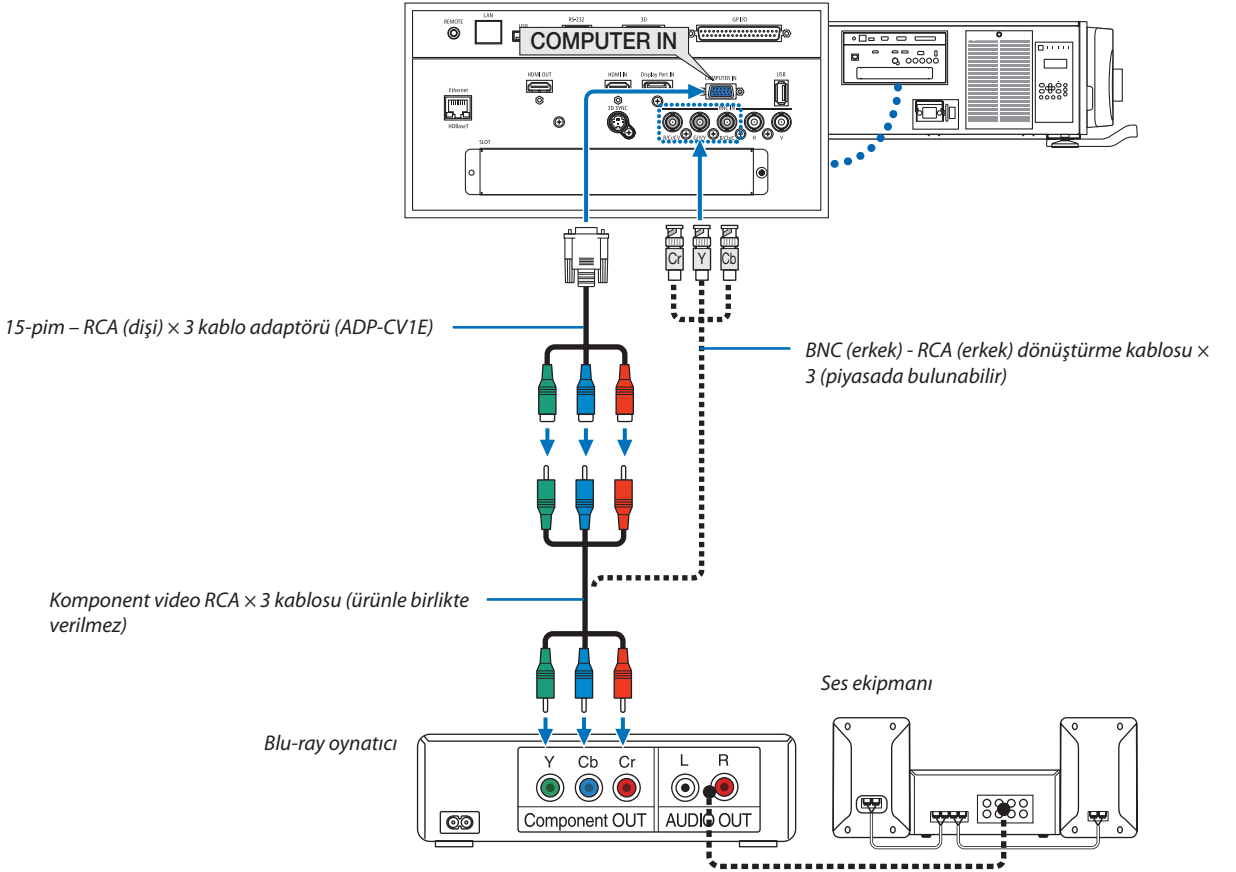 REMOTE
LAN
USB
RS-232
3D
GP I/O
COMPUTER IN
HDMI OUT
HDMI IN
Display Port IN
COMPUTER IN
USB
Ethernet
HDBaseT
3D SYNC
BNC IN
H
V
SLOT
Cr
Y
Cb
15-pim – RCA (dişi) × 3 kablo adaptörü (ADP-CV1E)
BNC (erkek) - RCA (erkek) dönüştürme kablosu ×
3 (piyasada bulunabilir)
Komponent video RCA × 3 kablosu (ürünle birlikte
verilmez)
Ses ekipmanı
Blu-ray oynatıcı
Y
Cb
Cr
L
R
Component OUT
AUDIO OUT